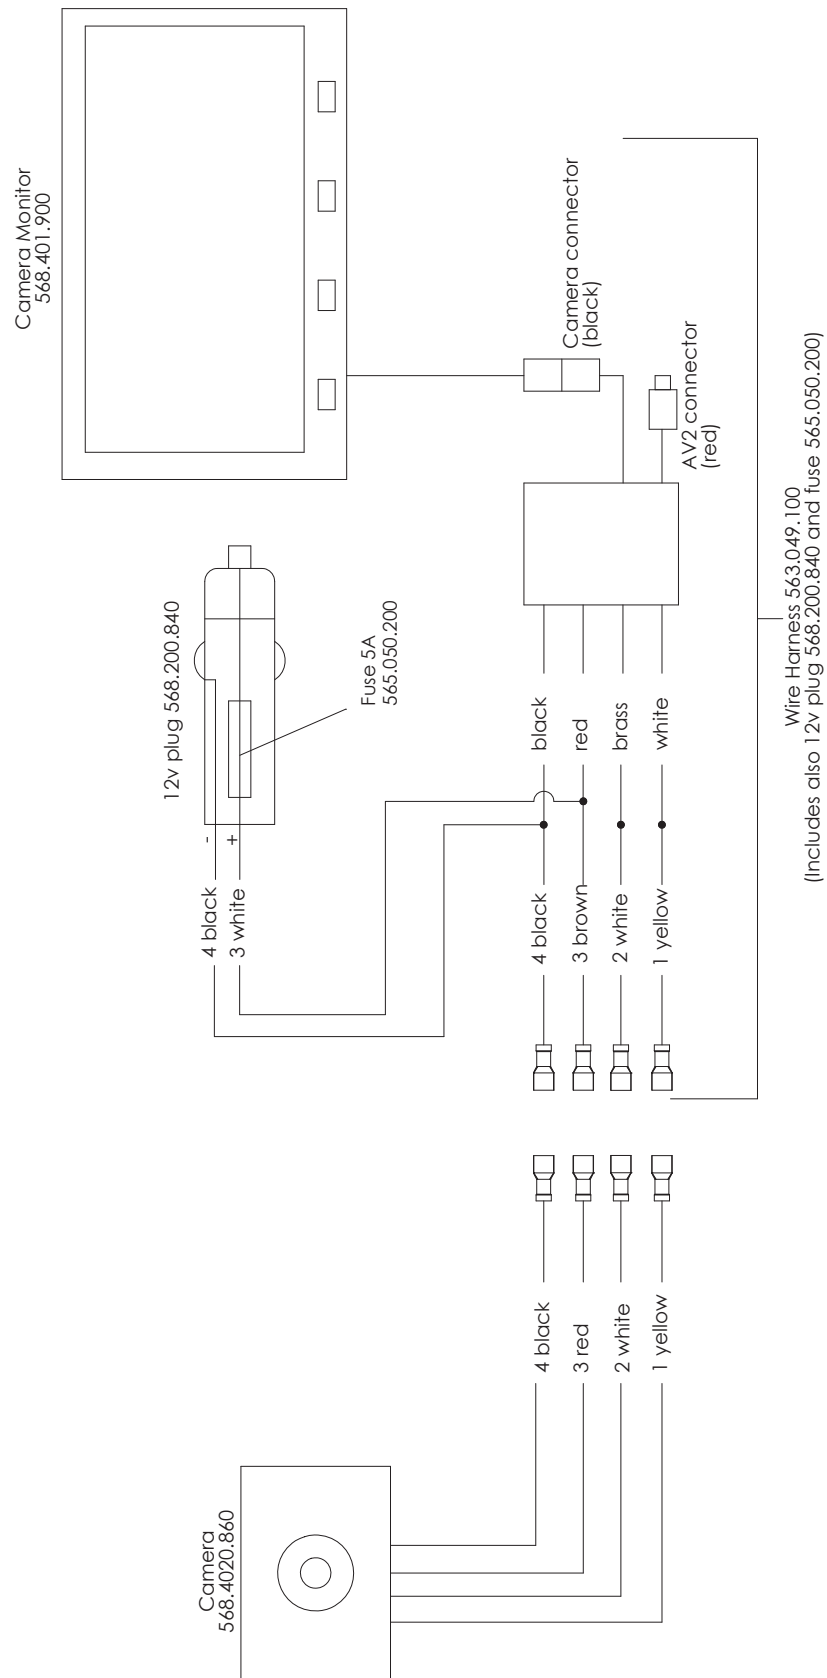 Camera Monitor
568.401.900
12v plug 568.200.840
Fuse 5A
565.050.200
-
+
4 black
3 white
Camera connector
(black)
AV2 connector
(red)
black
red
brass
white
4 black
3 brown
2 white
1 yellow
Wire Harness 563.049.100
(Includes also 12v plug 568.200.840 and fuse 565.050.200)
4 black
3 red
2 white
1 yellow
Camera
568.4020.860